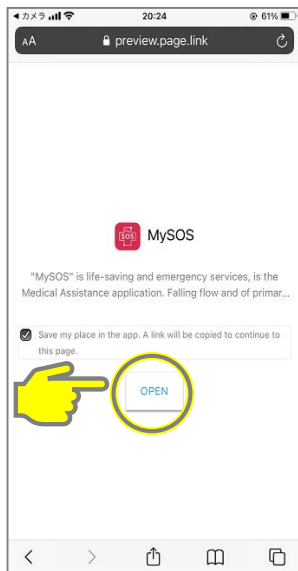 カメラ 20:24 61%
AA preview.page.link
SOS MySOS
"MySOS" is life-saving and emergency services, is the
Medical Assistance application. Falling flow and of primar...
Save my place in the app. A link will be copied to continue to
this page.
OPEN